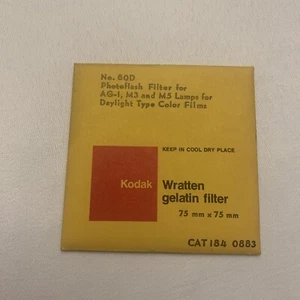 No. 80D
Photoflash Filter for
AG-1, M3 and M5 Lamps for
Daylight Type Color Films
KEEP IN COOL DRY PLACE
Kodak
Wratten
gelatin filter
75 mm x 75 mm
CAT 184 0883